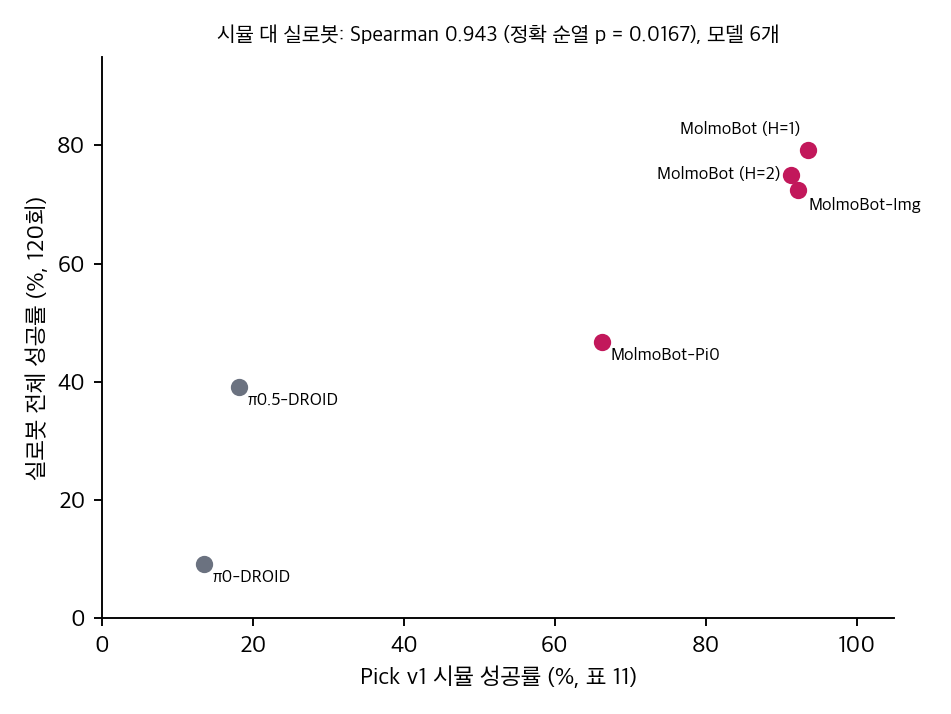 시뮬 대 실로봇: Spearman 0.943 (정확 순열 p = 0.0167), 모델 6개
실로봇 전체 성공률 (%, 120회)
80
60
40
20
0
MolmoBot (H=1)
MolmoBot (H=2)
MolmoBot-Img
MolmoBot-Pi0
π0.5-DROID
π0-DROID
0 20 40 60 80 100
Pick v1 시뮬 성공률 (%, 표 11)